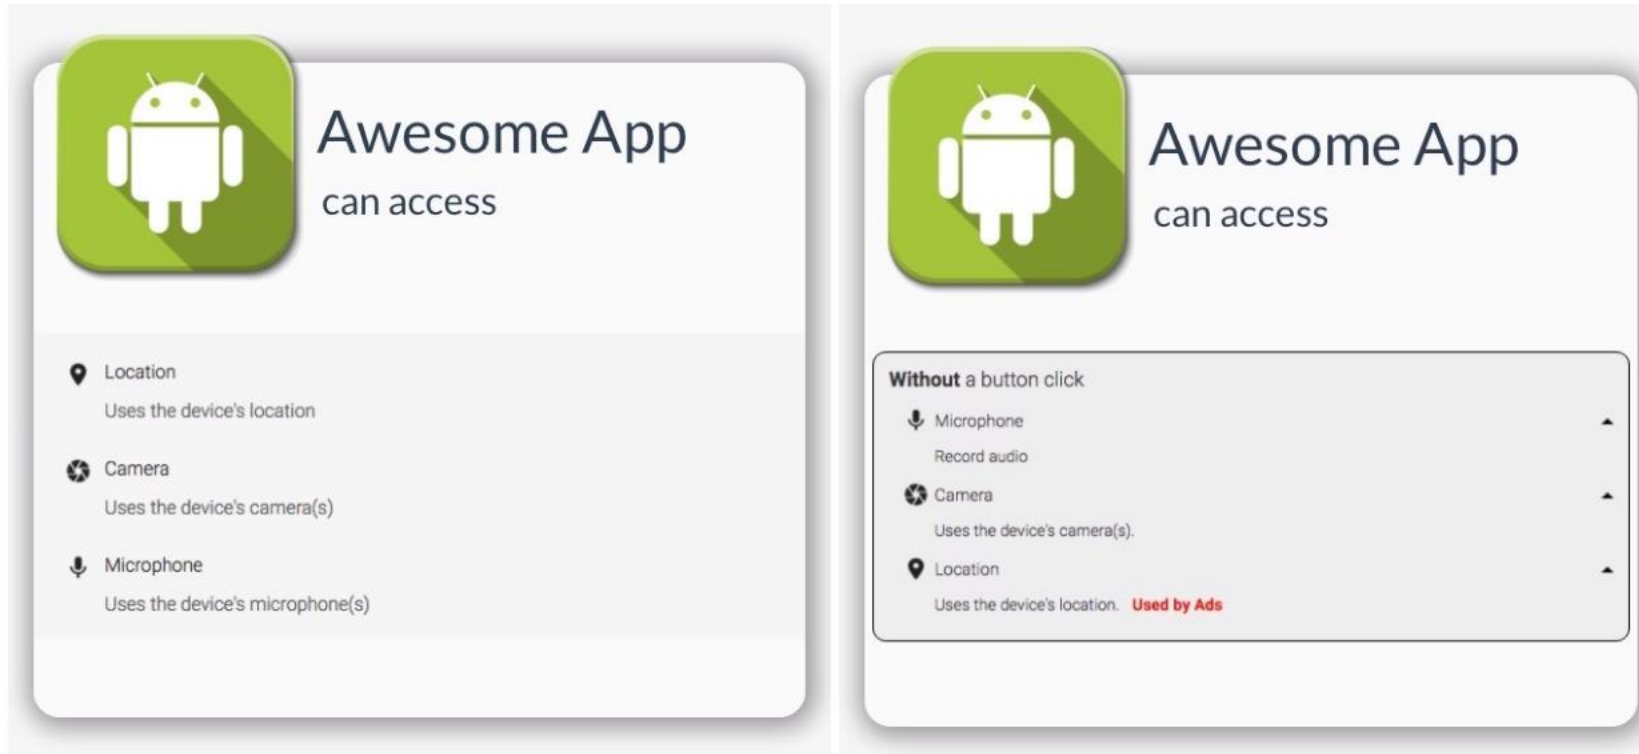 Awesome App
can access
Location
Uses the device's location
Camera
Uses the device's camera(s)
Microphone
Uses the device's microphone(s)
Awesome App
can access
Without a button click
Microphone
Record audio
Camera
Uses the device's camera(s).
Location
Uses the device's location. Used by Ads